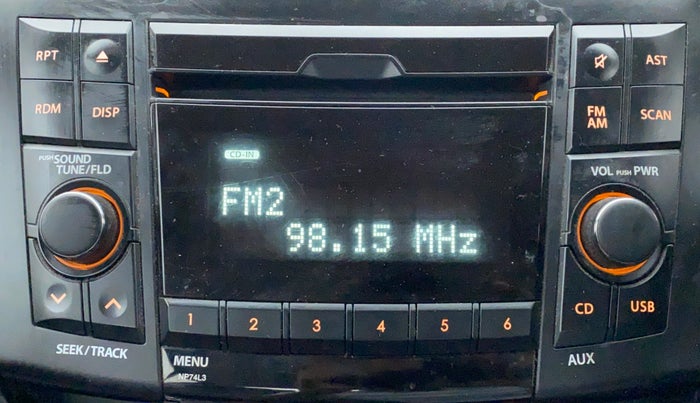 RPT
AST
RDM
DISP
FM
AM
SCAN
PUSH SOUND
TUNE/FLD
CD-IN
FM2
98.15 MHz
VOL PUSH PWR
1 2 3 4 5 6
CD
USB
SEEK/TRACK
MENU
NP74L3
AUX